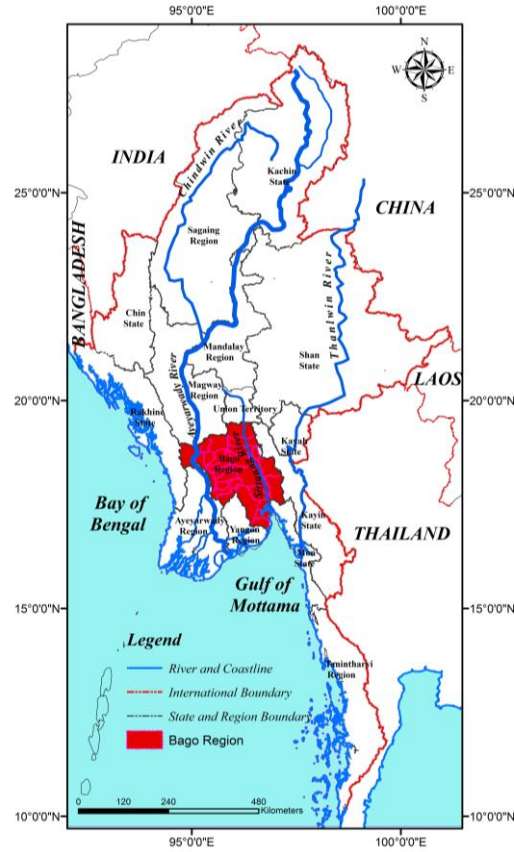 95°0'0"E
100°0'0"E
N
W
E
S
INDIA
Chindwin River
Kachin
State
25°0'0"N
25°0'0"N
CHINA
BANGLADESH
Sagaing
Region
Thanlwin River
Chin
State
Mandalay
Region
Shan
State
Ayeyarwady River
Magway
Region
LAOS
20°0'0"N
20°0'0"N
Rakhine
State
Union Territory
Kayah
State
Bago
Region
Bay of
Bengal
Kayin
State
THAILAND
Ayeyarwady
Region
Yangon
Region
Mon
State
Gulf of
Mottama
15°0'0"N
15°0'0"N
Legend
River and Coastline
International Boundary
State and Region Boundary
Bago Region
Region
0
120
240
480
Kilometers
10°0'0"N
10°0'0"N
95°0'0"E
100°0'0"E